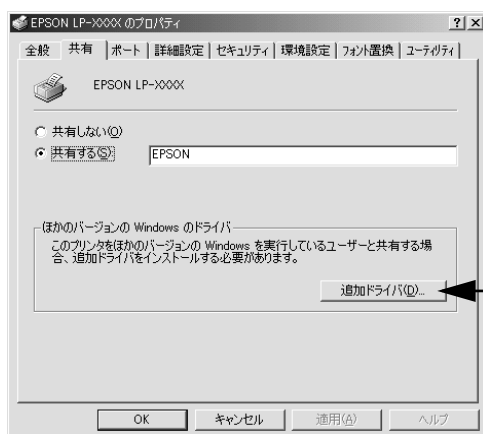 EPSON LP-XXXX のプロパティ
全般 共有 ポート 詳細設定 セキュリティ 環境設定 フォント置換 ユーティリティ
EPSON LP-XXXX
共有しない(O)
共有する(S): EPSON
ほかのバージョンの Windows のドライバ
このプリンタをほかのバージョンの Windows を実行しているユーザーと共有する場
合、追加ドライバをインストールする必要があります。
追加ドライバ(D)...
OK キャンセル 適用(A) ヘルプ